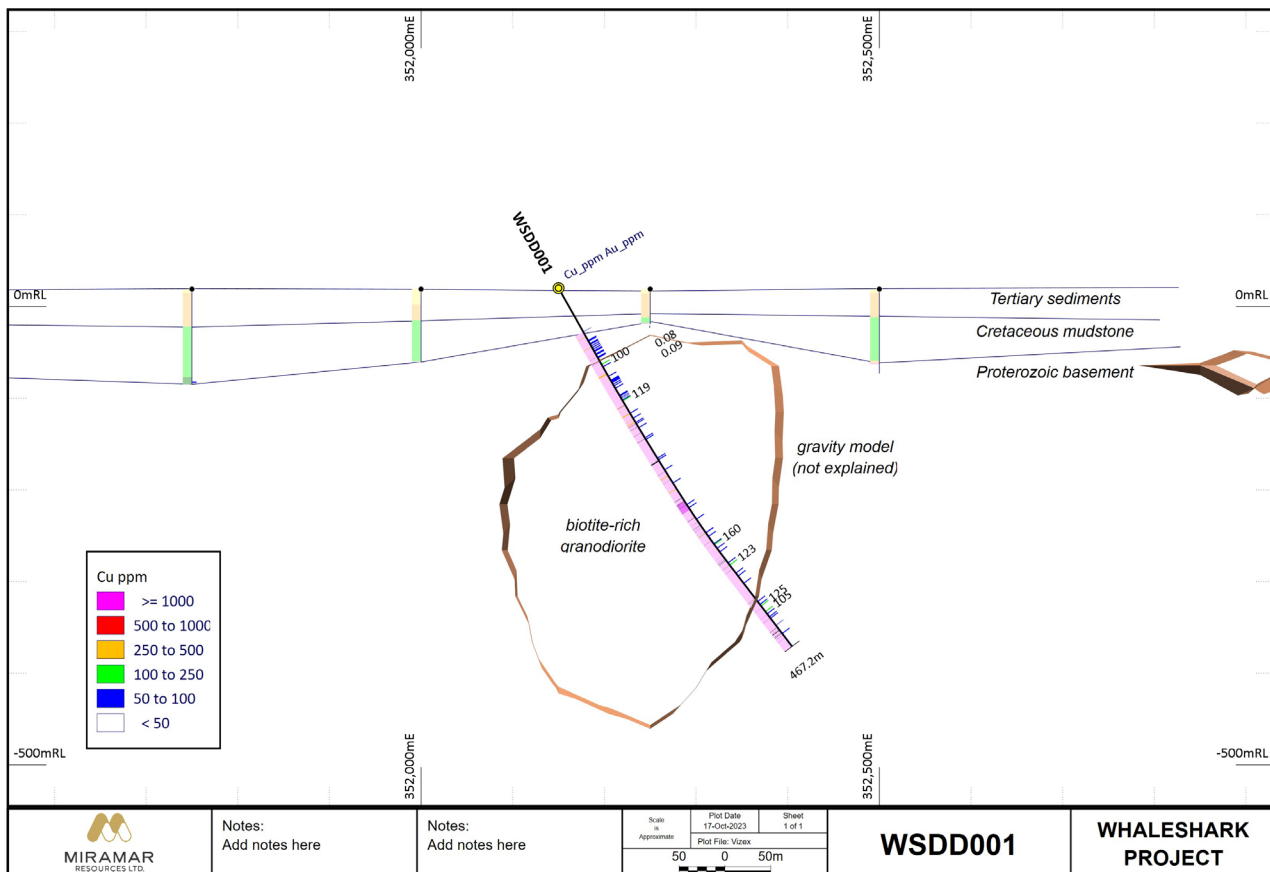 352,000mE
352,500mE
WSDD001
Cu_ppm Au_ppm
0mRL
0mRL
Tertiary sediments
Cretaceous mudstone
Proterozoic basement
100
0.08
0.09
119
gravity model
(not explained)
biotite-rich
granodiorite
160
123
125
105
467.2m
Cu ppm
>= 1000
500 to 1000
250 to 500
100 to 250
50 to 100
< 50
-500mRL
-500mRL
352,000mE
352,500mE
MIRAMAR
RESOURCES LTD.
Notes:
Add notes here
Notes:
Add notes here
Scale
is
Approximate
Plot Date
17-Oct-2023
Sheet
1 of 1
Plot File: Vizex
50 0 50m
WSDD001
WHALESHARK
PROJECT